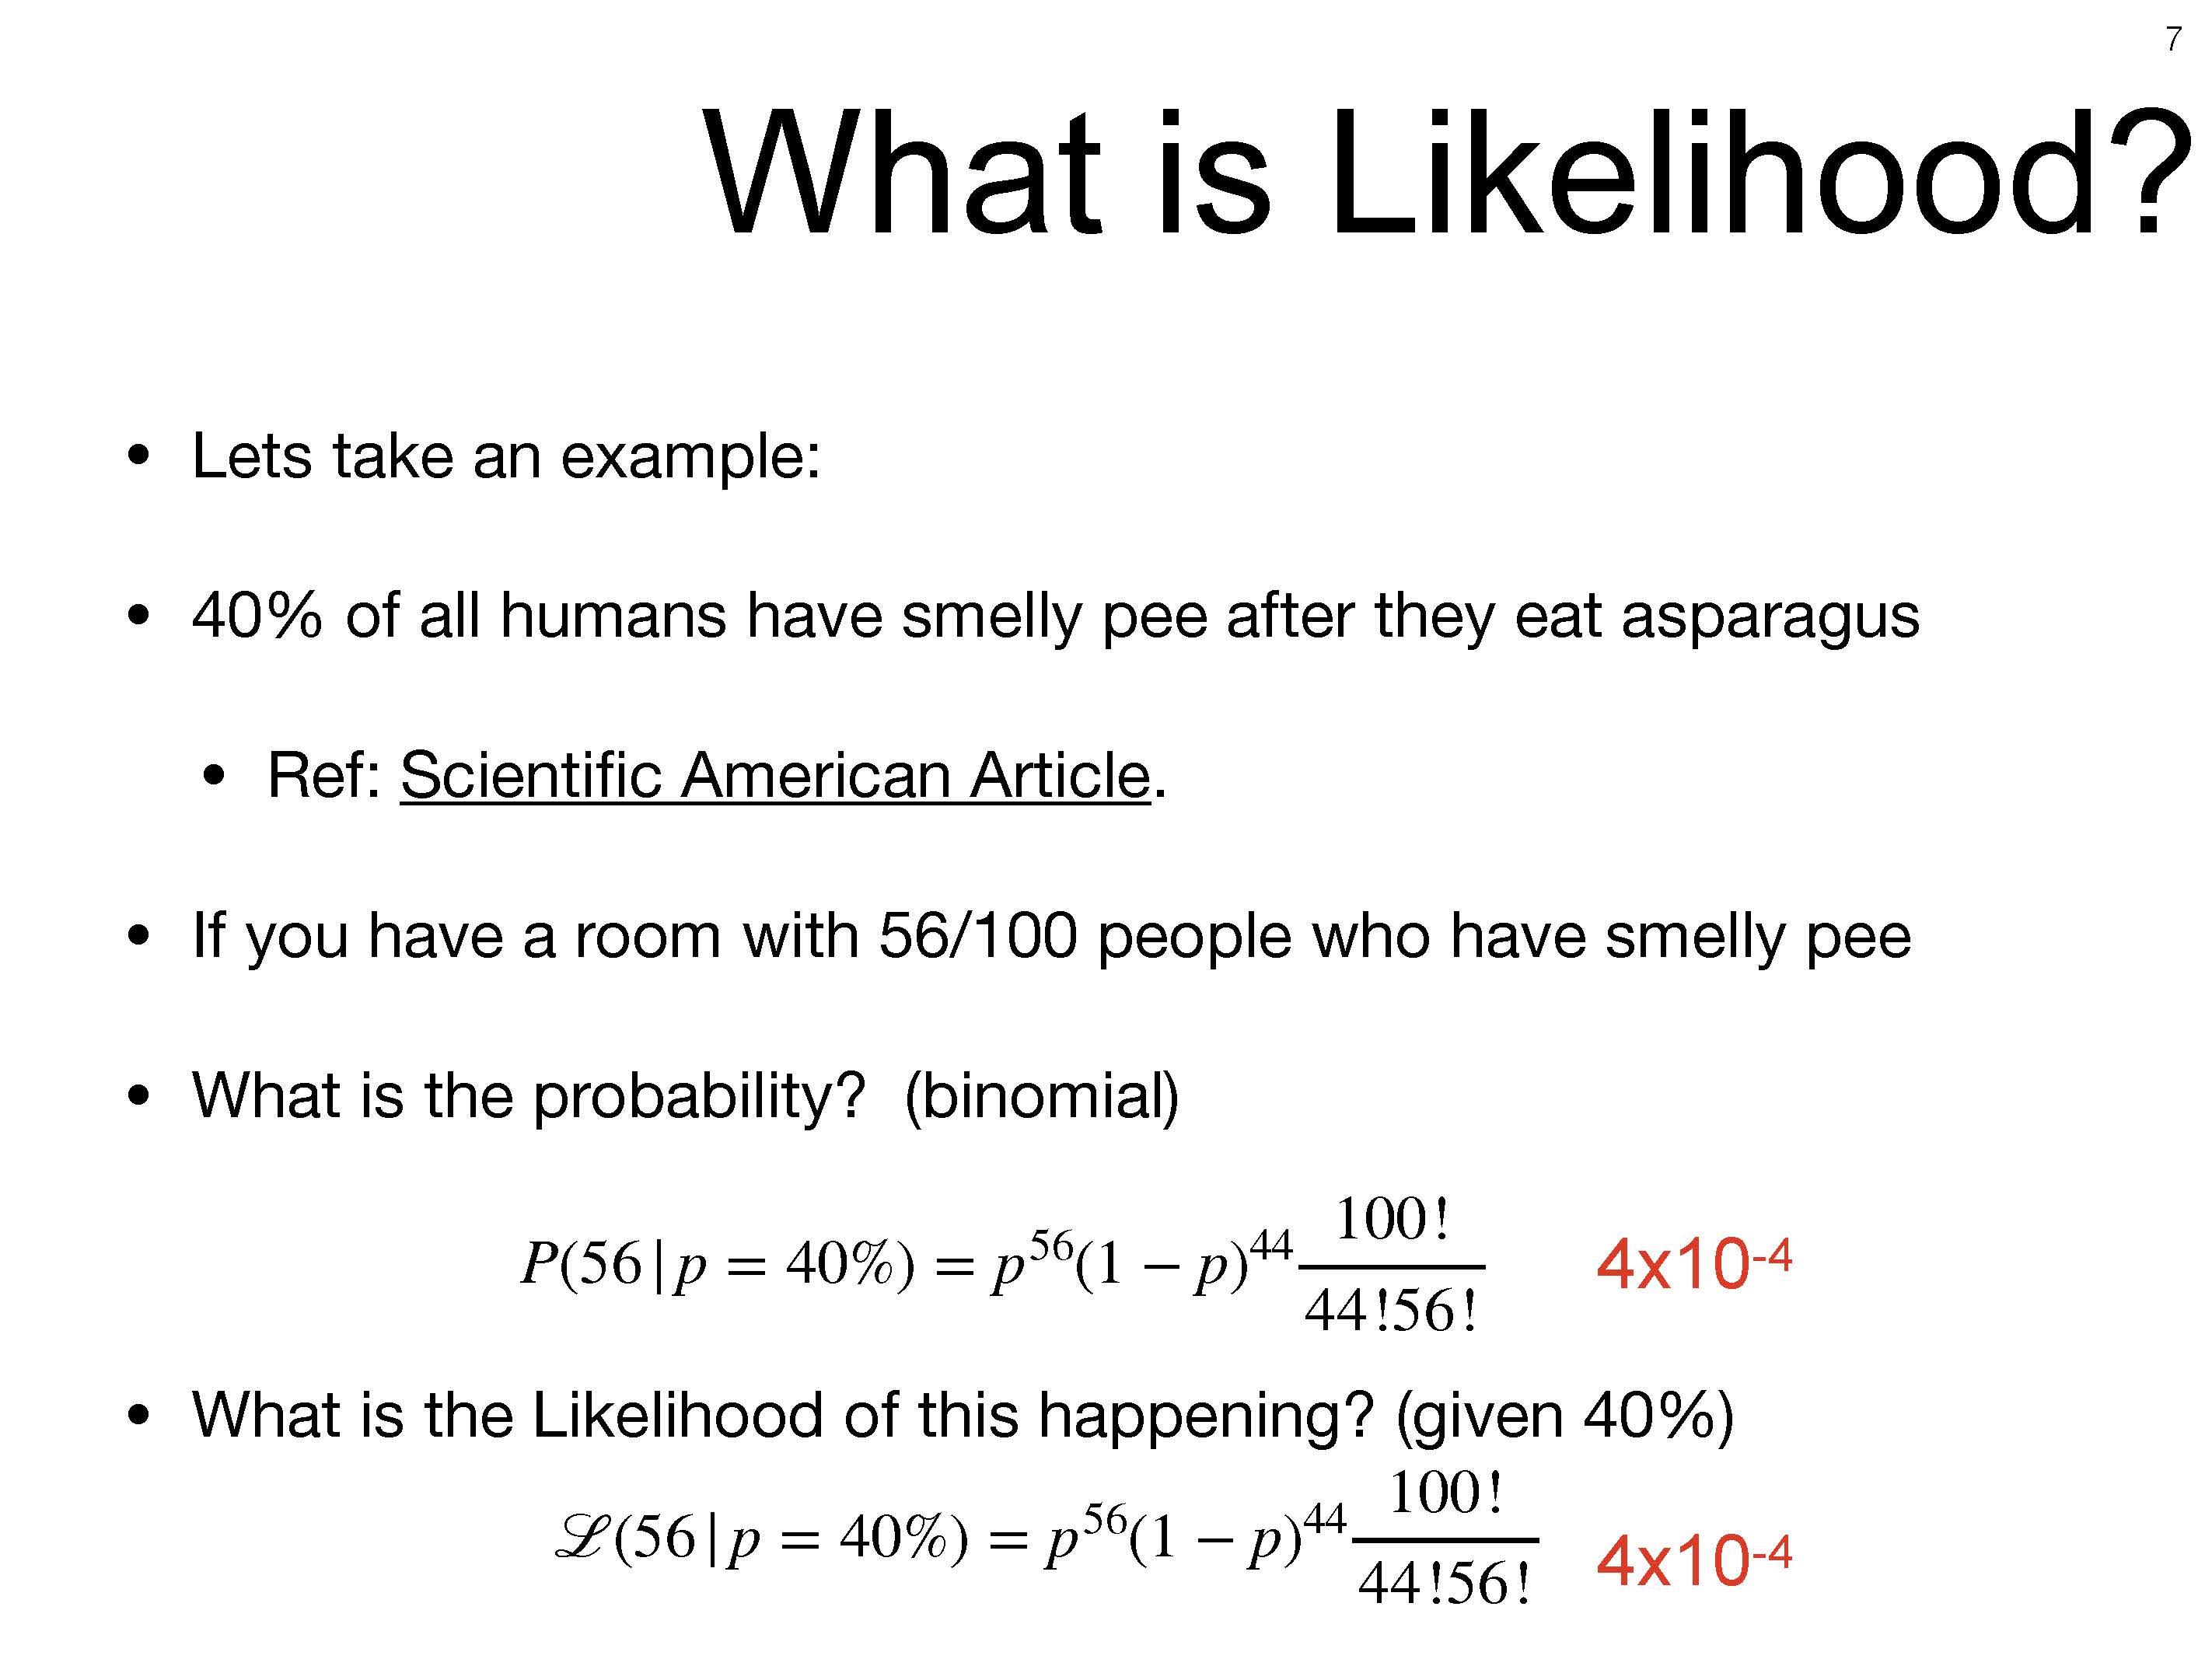 7
What is Likelihood?
• Lets take an example:
• 40% of all humans have smelly pee after they eat asparagus
• Ref: Scientific American Article.
• If you have a room with 56/100 people who have smelly pee
• What is the probability? (binomial)
P(56|p = 40%) = p^56(1 − p)^44 100!/44!56! 4x10^-4
• What is the Likelihood of this happening? (given 40%)
ℒ(56|p = 40%) = p^56(1 − p)^44 100!/44!56! 4x10^-4